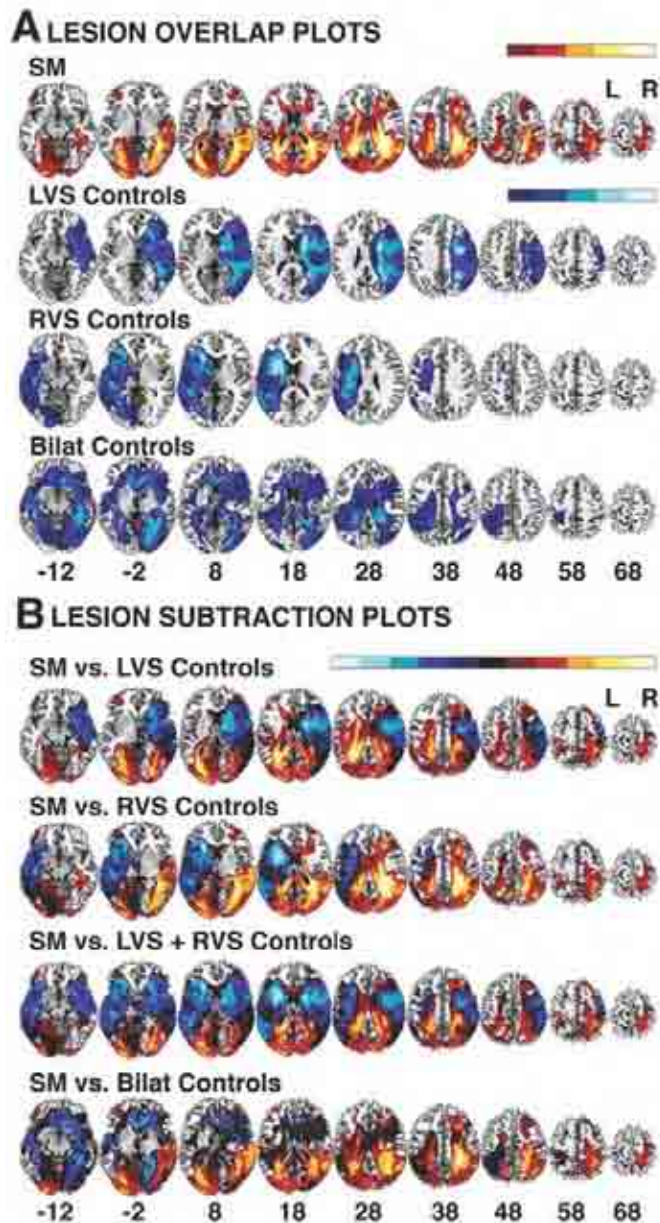 A LESION OVERLAP PLOTS
SM
L R
LVS Controls
RVS Controls
Bilat Controls
-12 -2 8 18 28 38 48 58 68
B LESION SUBTRACTION PLOTS
SM vs. LVS Controls
L R
SM vs. RVS Controls
SM vs. LVS + RVS Controls
SM vs. Bilat Controls
-12 -2 8 18 28 38 48 58 68